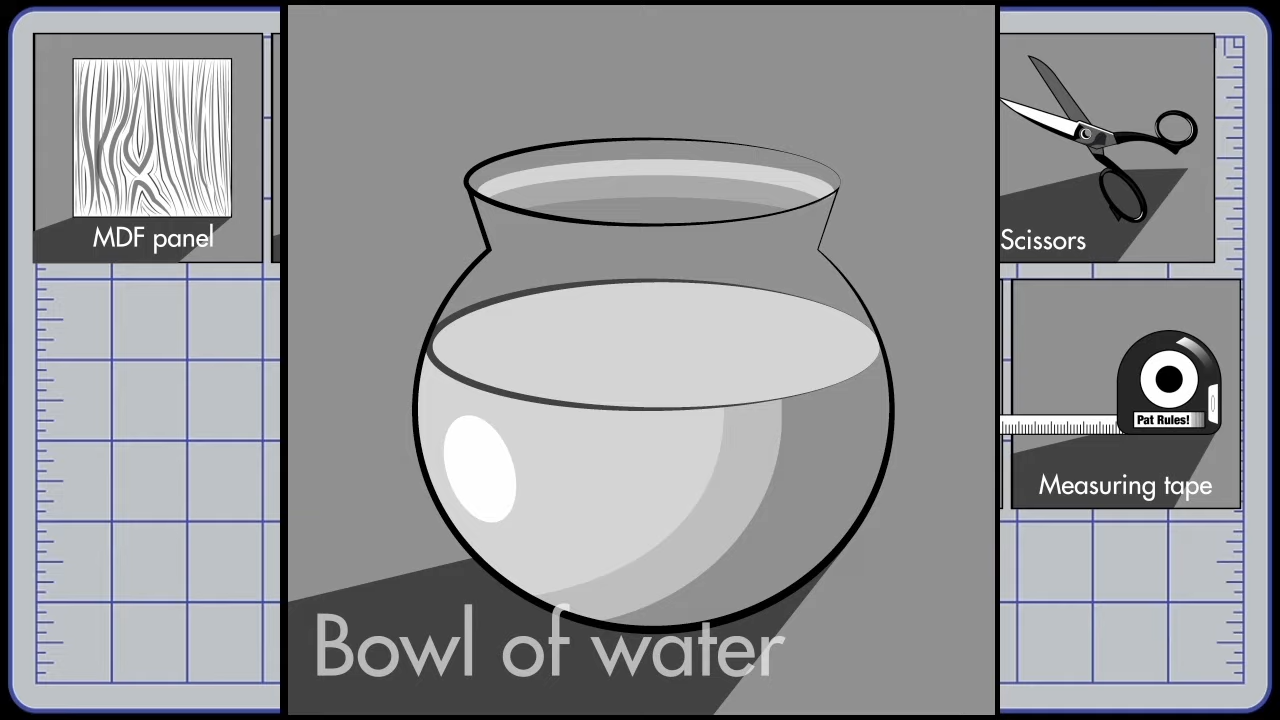 MDF panel
Scissors
Pat Rules!
Measuring tape
Bowl of water